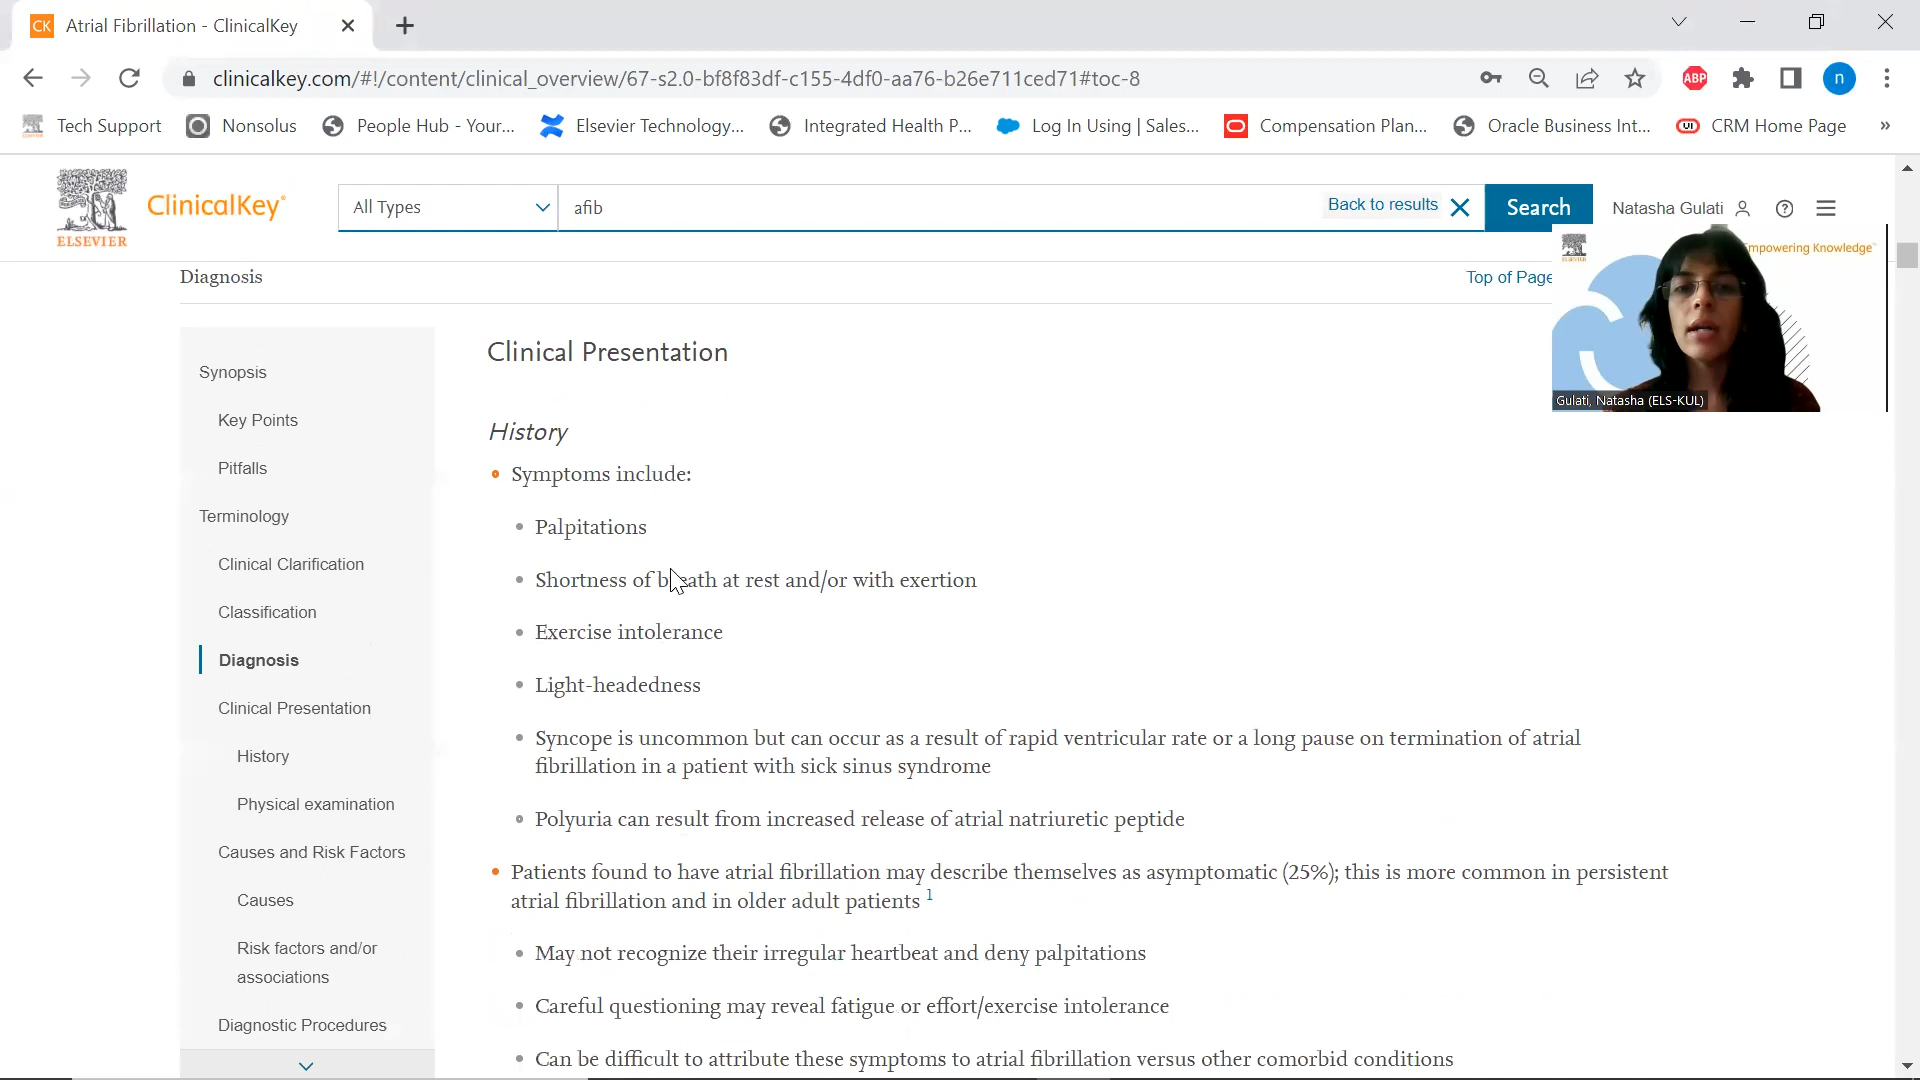 CK Atrial Fibrillation - ClinicalKey
clinicalkey.com/#!/content/clinical_overview/67-s2.0-bf8f83df-c155-4df0-aa76-b26e711ced71#toc-8
ABP
n
Tech Support
Nonsolus
People Hub - Your...
Elsevier Technology...
Integrated Health P...
Log In Using | Sales...
Compensation Plan...
Oracle Business Int...
UI CRM Home Page
»
ELSEVIER
ClinicalKey®
All Types
afib
Back to results
Search
Natasha Gulati
Diagnosis
Top of Page
Empowering Knowledge™
Gulati, Natasha (ELS-KUL)
Synopsis
Key Points
Pitfalls
Terminology
Clinical Clarification
Classification
Diagnosis
Clinical Presentation
History
Physical examination
Causes and Risk Factors
Causes
Risk factors and/or
associations
Diagnostic Procedures
Clinical Presentation
History
Symptoms include:
Palpitations
Shortness of breath at rest and/or with exertion
Exercise intolerance
Light-headedness
Syncope is uncommon but can occur as a result of rapid ventricular rate or a long pause on termination of atrial
fibrillation in a patient with sick sinus syndrome
Polyuria can result from increased release of atrial natriuretic peptide
Patients found to have atrial fibrillation may describe themselves as asymptomatic (25%); this is more common in persistent
atrial fibrillation and in older adult patients 1
May not recognize their irregular heartbeat and deny palpitations
Careful questioning may reveal fatigue or effort/exercise intolerance
Can be difficult to attribute these symptoms to atrial fibrillation versus other comorbid conditions